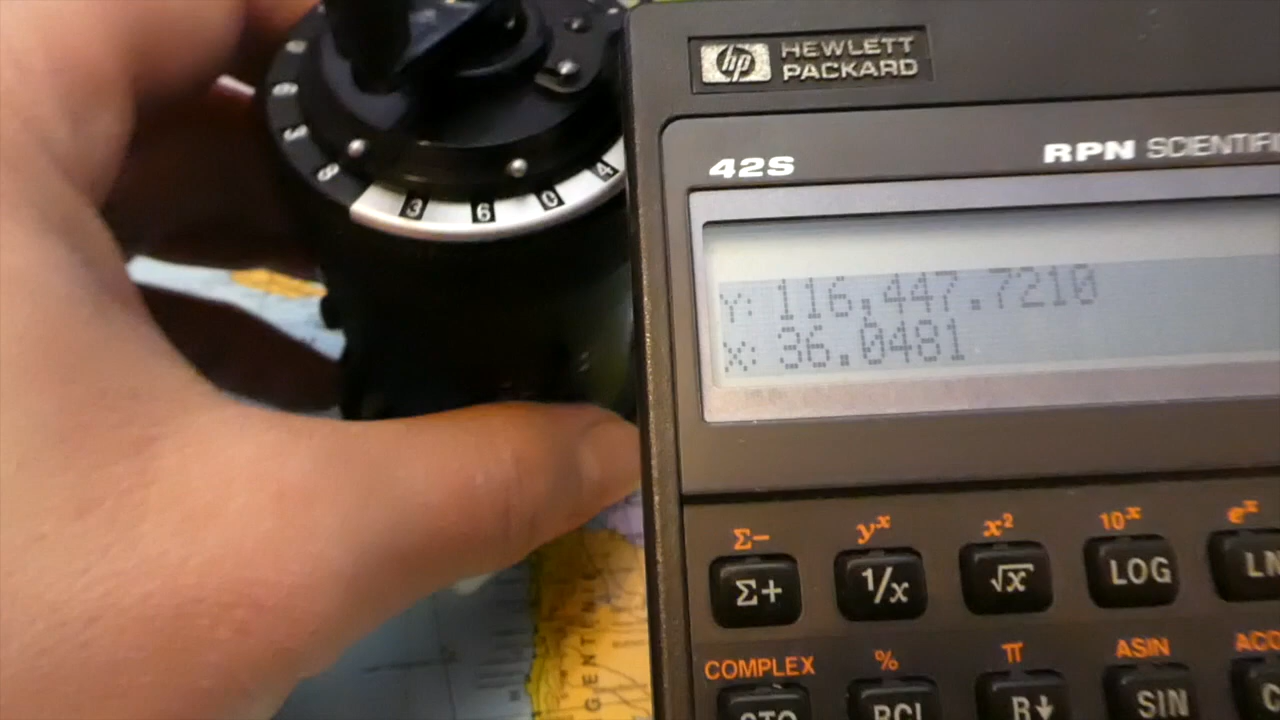 hp HEWLETT
PACKARD
42S RPN SCIENTIFI
Y: 116,447.7210
X: 36.0481
3 6 0 4
Σ− yˣ x² 10ˣ eˣ
Σ+ 1/x √x LOG LN
COMPLEX % π ASIN ACO
STO RCL R↓ SIN C
GENTIN